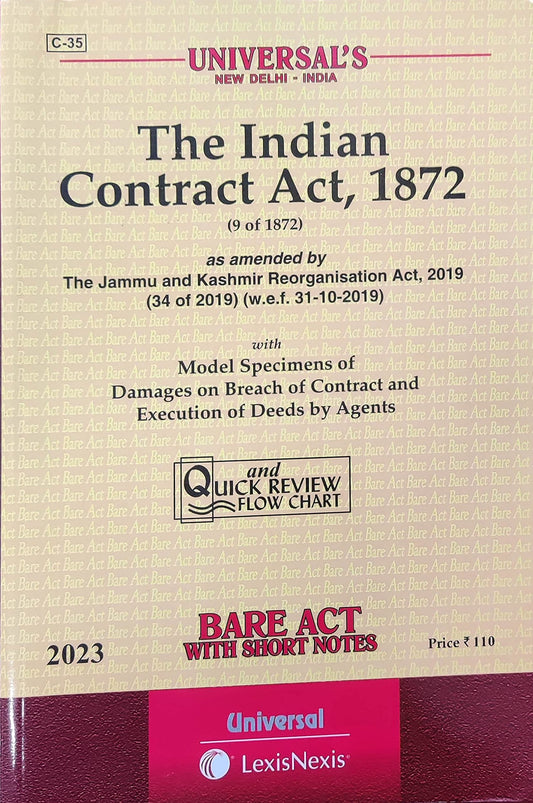 C-35
UNIVERSAL'S
NEW DELHI - INDIA
The Indian
Contract Act, 1872
(9 of 1872)
as amended by
The Jammu and Kashmir Reorganisation Act, 2019
(34 of 2019) (w.e.f. 31-10-2019)
with
Model Specimens of
Damages on Breach of Contract and
Execution of Deeds by Agents
and
QUICK REVIEW
FLOW CHART
BARE ACT
WITH SHORT NOTES
2023
Price ₹ 110
Universal
LexisNexis®